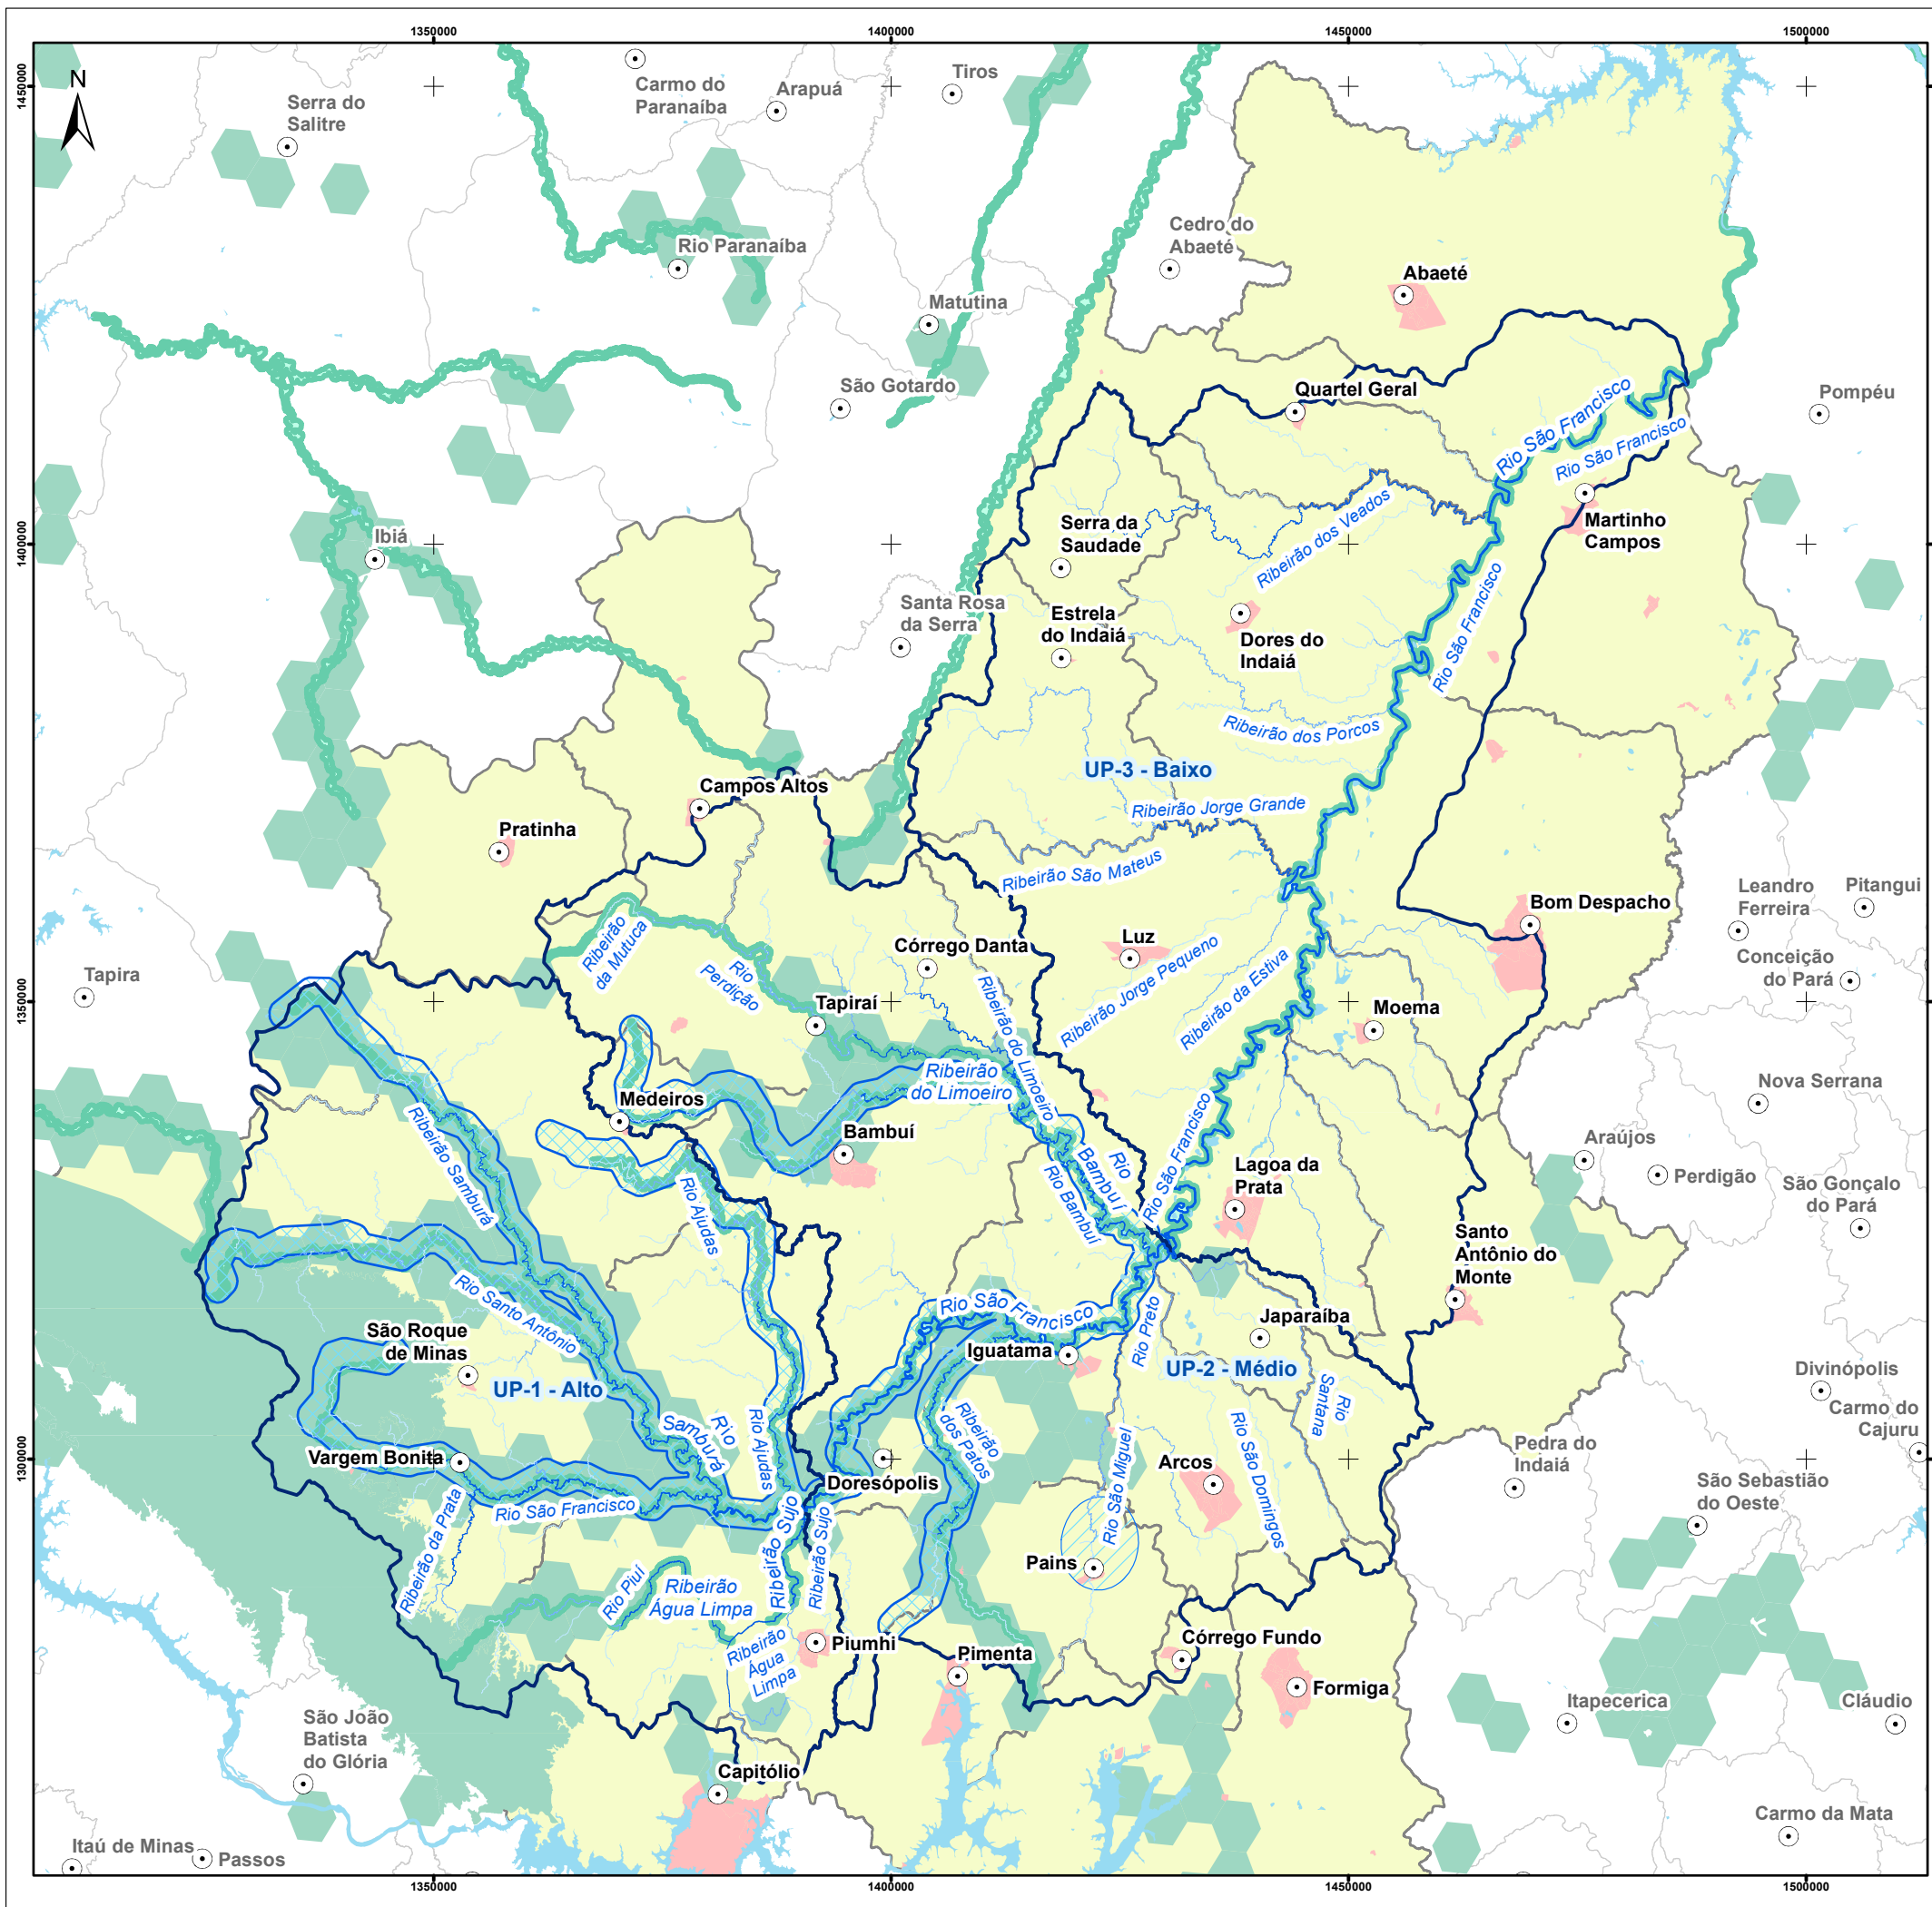 1350000
1400000
1450000
1500000
1450000
1400000
1350000
1300000
N
Carmo do
Paranaíba
Arapuá
Tiros
Serra do
Salitre
Cedro do
Abaeté
Rio Paranaíba
Abaeté
Matutina
São Gotardo
Quartel Geral
Pompéu
Rio São Francisco
Rio São Francisco
Martinho
Campos
Ribeirão dos Veados
Serra da
Saudade
Ibiá
Santa Rosa
da Serra
Estrela
do Indaiá
Dores do
Indaiá
Rio São Francisco
Ribeirão dos Porcos
UP-3 - Baixo
Ribeirão Jorge Grande
Campos Altos
Pratinha
Ribeirão São Mateus
Leandro
Ferreira
Pitangui
Bom Despacho
Ribeirão
da Mutuca
Rio
Perdição
Córrego Danta
Luz
Ribeirão Jorge Pequeno
Ribeirão da Estiva
Conceição
do Pará
Tapira
Tapiraí
Ribeirão do Limoeiro
Moema
Ribeirão
do Limoeiro
Nova Serrana
Medeiros
Ribeirão Samburá
Bambuí
Rio
Bambuí
Rio Bambuí
Rio São Francisco
Araújos
Perdigão
Lagoa da
Prata
São Gonçalo
do Pará
Rio Ajudas
Santo
Antônio do
Monte
Rio Santo Antônio
Rio São Francisco
Rio Preto
Japaraíba
São Roque
de Minas
UP-1 - Alto
Iguatama
UP-2 - Médio
Divinópolis
Carmo do
Cajuru
Rio
Santana
Rio
Samburá
Rio Ajudas
Ribeirão
dos Patos
Rio São Miguel
Rio São Domingos
Vargem Bonita
Doresópolis
Arcos
Pedra do
Indaiá
São Sebastião
do Oeste
Ribeirão da Prata
Rio São Francisco
Ribeirão Sujo
Ribeirão Sujo
Pains
Rio Piuí
Ribeirão
Água Limpa
Ribeirão
Água
Limpa
Piumhi
Pimenta
Córrego Fundo
Formiga
Itapecerica
Cláudio
São João
Batista
do Glória
Capitólio
Carmo da Mata
Itaú de Minas
Passos
1350000
1400000
1450000
1500000